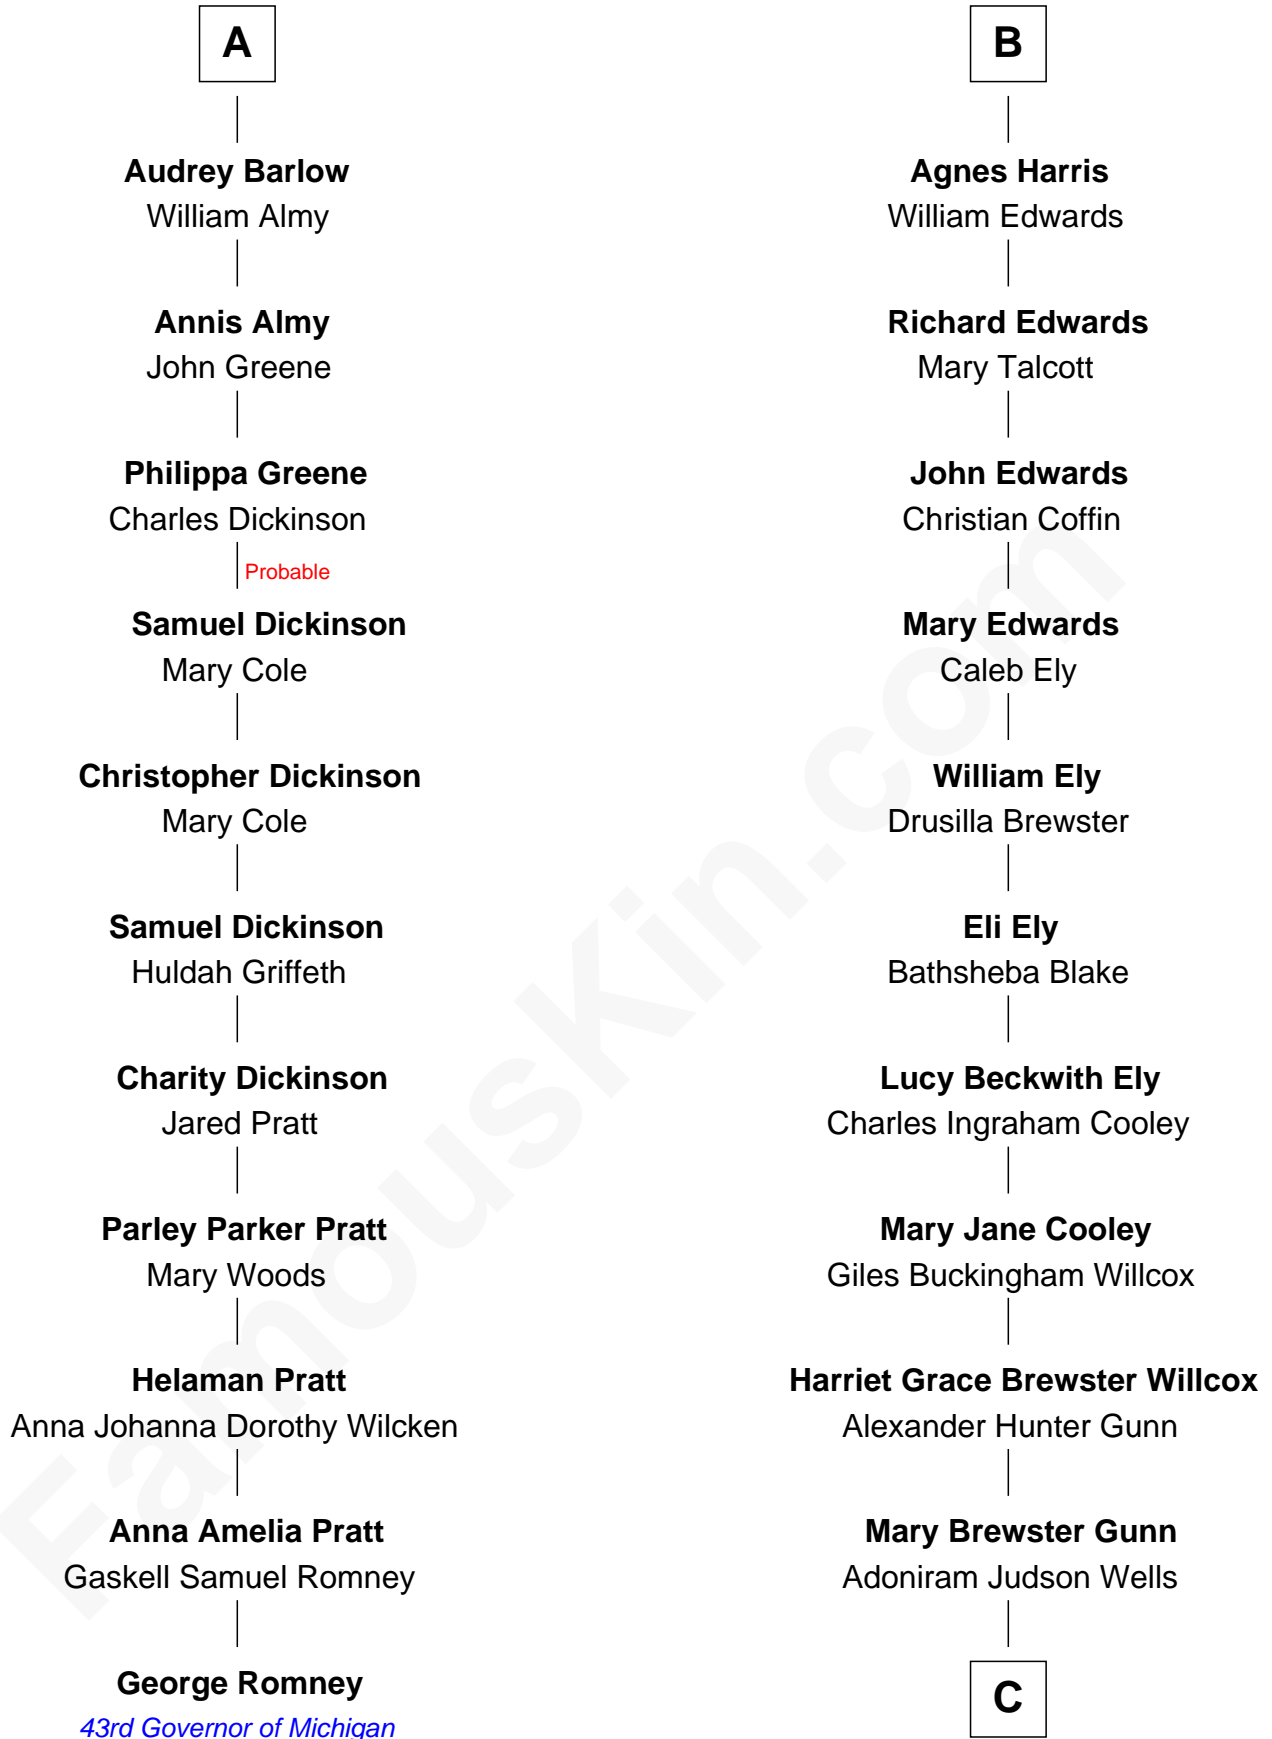 A
Audrey Barlow
William Almy
Annis Almy
John Greene
Philippa Greene
Charles Dickinson
Probable
Samuel Dickinson
Mary Cole
Christopher Dickinson
Mary Cole
Samuel Dickinson
Huldah Griffeth
Charity Dickinson
Jared Pratt
Parley Parker Pratt
Mary Woods
Helaman Pratt
Anna Johanna Dorothy Wilcken
Anna Amelia Pratt
Gaskell Samuel Romney
George Romney
43rd Governor of Michigan
B
Agnes Harris
William Edwards
Richard Edwards
Mary Talcott
John Edwards
Christian Coffin
Mary Edwards
Caleb Ely
William Ely
Drusilla Brewster
Eli Ely
Bathsheba Blake
Lucy Beckwith Ely
Charles Ingraham Cooley
Mary Jane Cooley
Giles Buckingham Willcox
Harriet Grace Brewster Willcox
Alexander Hunter Gunn
Mary Brewster Gunn
Adoniram Judson Wells
C
FamousKin.com